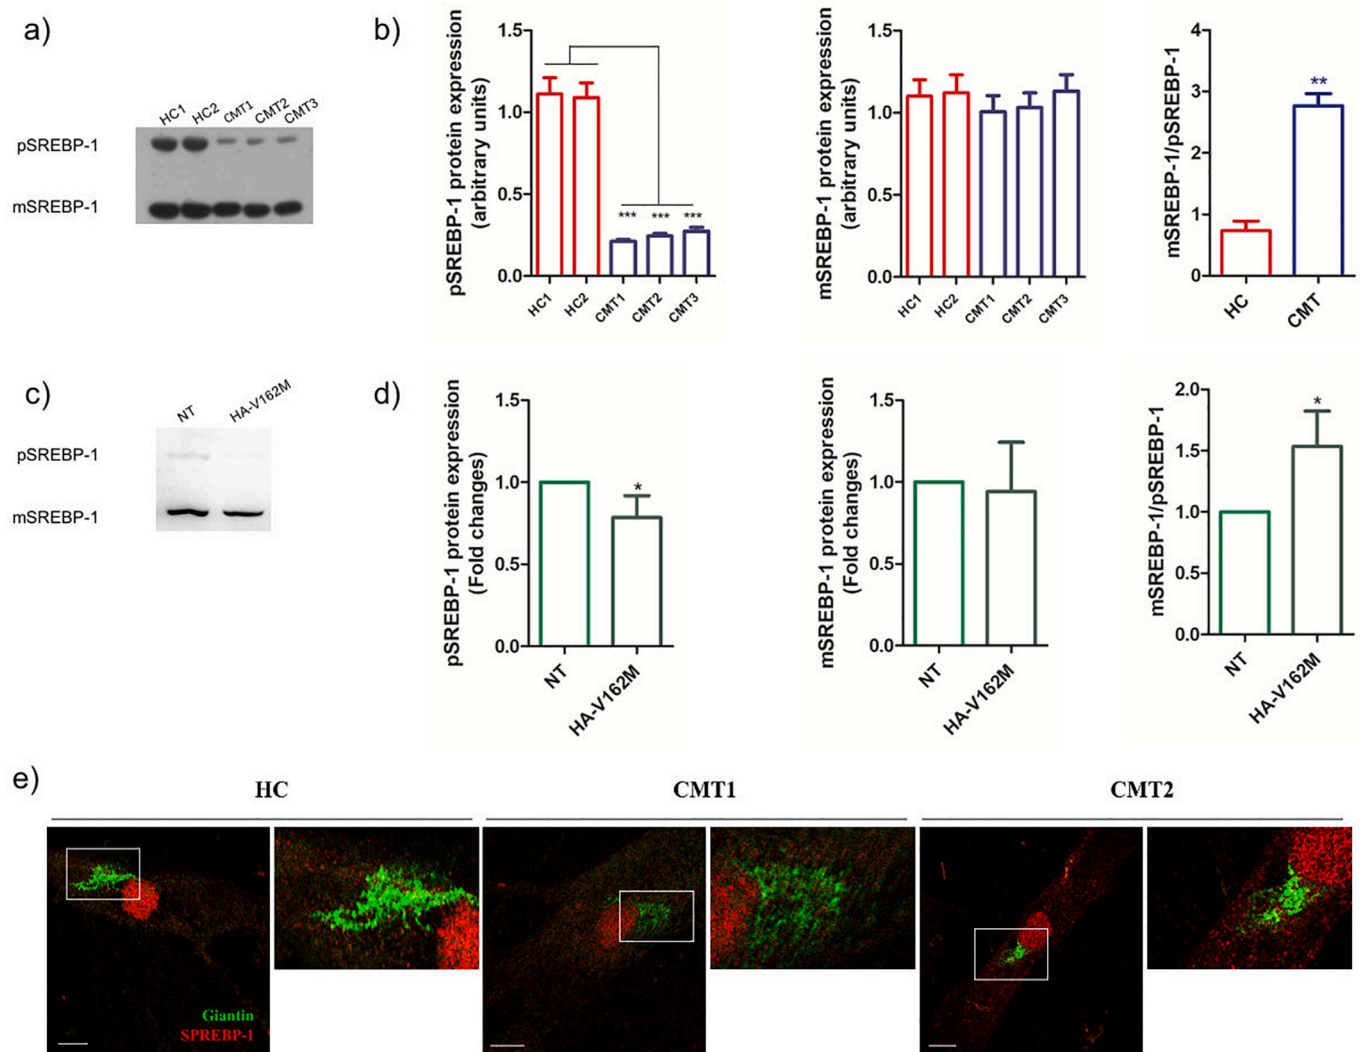 a)
HC1 HC2 CMT1 CMT2 CMT3
pSREBP-1
mSREBP-1
b)
pSREBP-1 protein expression
(arbitrary units)
1.5
1.0
0.5
0.0
*** *** ***
HC1 HC2 CMT1 CMT2 CMT3
mSREBP-1 protein expression
(arbitrary units)
1.5
1.0
0.5
0.0
HC1 HC2 CMT1 CMT2 CMT3
mSREBP-1/pSREBP-1
4
3
2
1
0
**
HC CMT
c)
NT HA-V162M
pSREBP-1
mSREBP-1
d)
pSREBP-1 protein expression
(Fold changes)
1.5
1.0
0.5
0.0
*
NT HA-V162M
mSREBP-1 protein expression
(Fold changes)
1.5
1.0
0.5
0.0
NT HA-V162M
mSREBP-1/pSREBP-1
2.0
1.5
1.0
0.5
0.0
*
NT HA-V162M
e)
HC CMT1 CMT2
Giantin
SPREBP-1